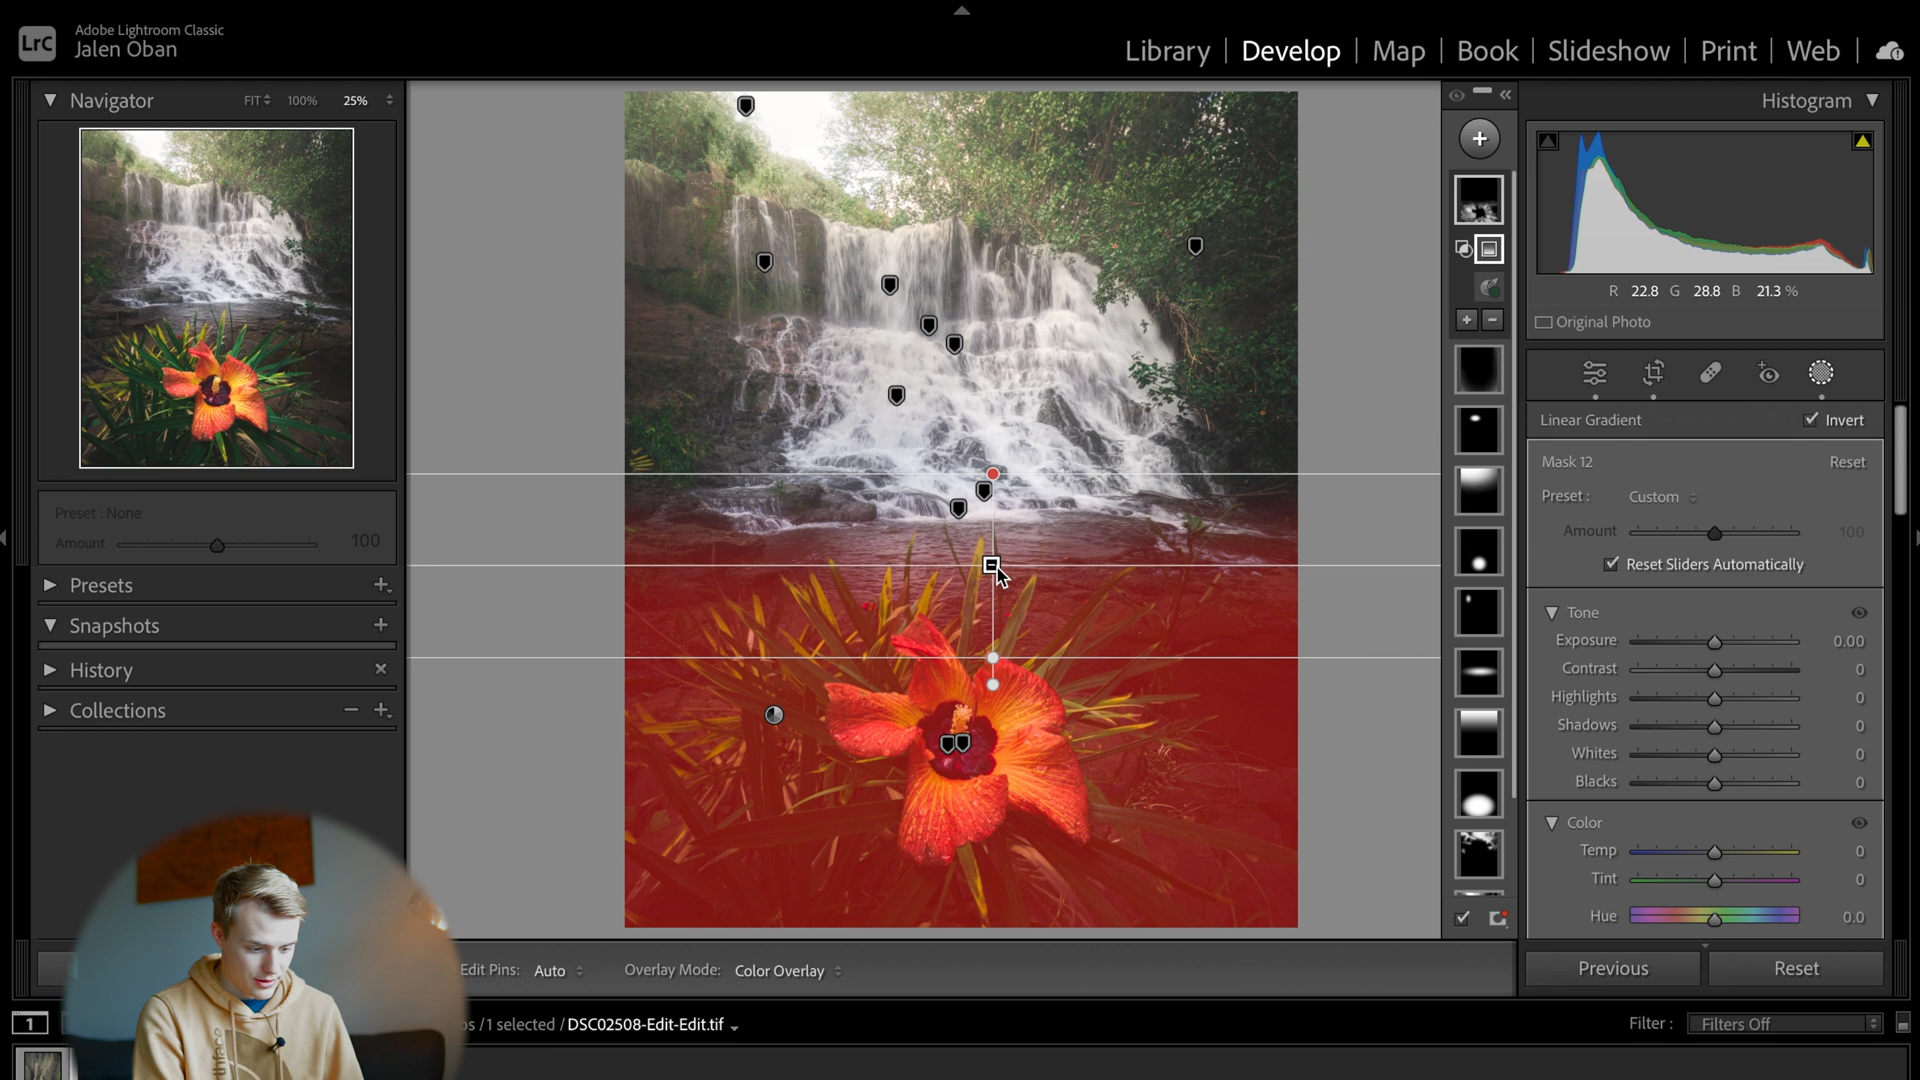 LrC
Adobe Lightroom Classic
Jalen Oban
Library | Develop | Map | Book | Slideshow | Print | Web |
Navigator FIT 100% 25%
Preset : None
Amount 100
Presets
Snapshots
History
Collections
Edit Pins: Auto Overlay Mode: Color Overlay
1
/1 selected / DSC02508-Edit-Edit.tif
Filter : Filters Off
Histogram
R 22.8 G 28.8 B 21.3 %
Original Photo
Linear Gradient Invert
Mask 12 Reset
Preset : Custom
Amount 100
Reset Sliders Automatically
Tone
Exposure 0.00
Contrast 0
Highlights 0
Shadows 0
Whites 0
Blacks 0
Color
Temp 0
Tint 0
Hue 0.0
Previous Reset